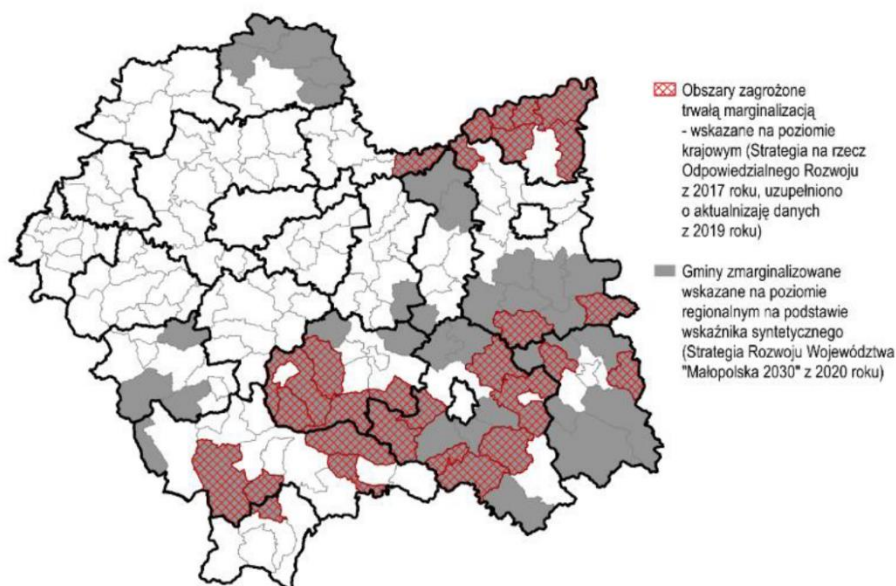 Obszary zagrożone
trwałą marginalizacją
- wskazane na poziomie
krajowym (Strategia na rzecz
Odpowiedzialnego Rozwoju
z 2017 roku, uzupełniono
o aktualnizaję danych
z 2019 roku)
Gminy zmarginalizowane
wskazane na poziomie
regionalnym na podstawie
wskaźnika syntetycznego
(Strategia Rozwoju Województwa
"Małopolska 2030" z 2020 roku)